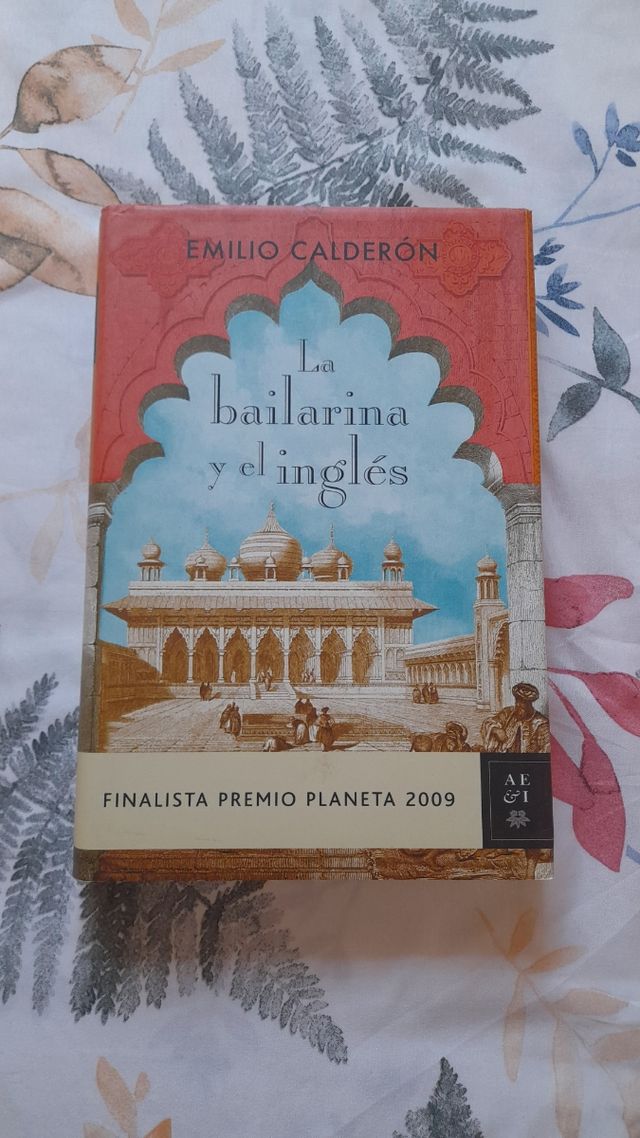 EMILIO CALDERÓN
La
bailarina
y el inglés
FINALISTA PREMIO PLANETA 2009
AE
&I